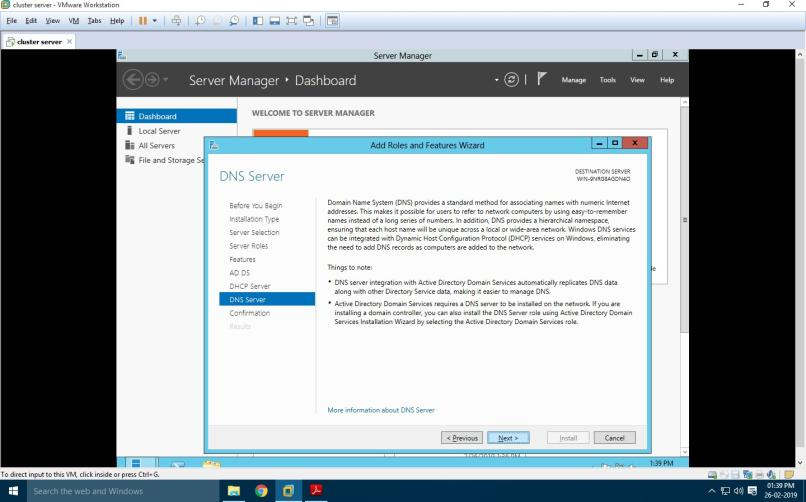 cluster server - VMware Workstation
File Edit View VM Tabs Help
cluster server
Server Manager
Server Manager • Dashboard
Manage Tools View Help
Dashboard
Local Server
All Servers
File and Storage Se
WELCOME TO SERVER MANAGER
Add Roles and Features Wizard
DNS Server
DESTINATION SERVER
Before You Begin
Installation Type
Server Selection
Server Roles
Features
AD DS
DHCP Server
DNS Server
Confirmation
Results
Domain Name System (DNS) provides a standard method for associating names with numeric Internet
addresses. This makes it possible for users to refer to network computers by using easy-to-remember
names instead of a long series of numbers. In addition, DNS provides a hierarchical namespace,
ensuring that each host name will be unique across a local or wide-area network. Windows DNS services
can be integrated with Dynamic Host Configuration Protocol (DHCP) services on Windows, eliminating
the need to add DNS records as computers are added to the network.
Things to note:
• DNS server integration with Active Directory Domain Services automatically replicates DNS data
along with other Directory Service data, making it easier to manage DNS.
• Active Directory Domain Services requires a DNS server to be installed on the network. If you are
installing a domain controller, you can also install the DNS Server role using Active Directory Domain
Services Installation Wizard by selecting the Active Directory Domain Services role.
More information about DNS Server
< Previous Next > Install Cancel
1:39 PM
To direct input to this VM, click inside or press Ctrl+G.
Search the web and Windows
01:39 PM
26-02-2019